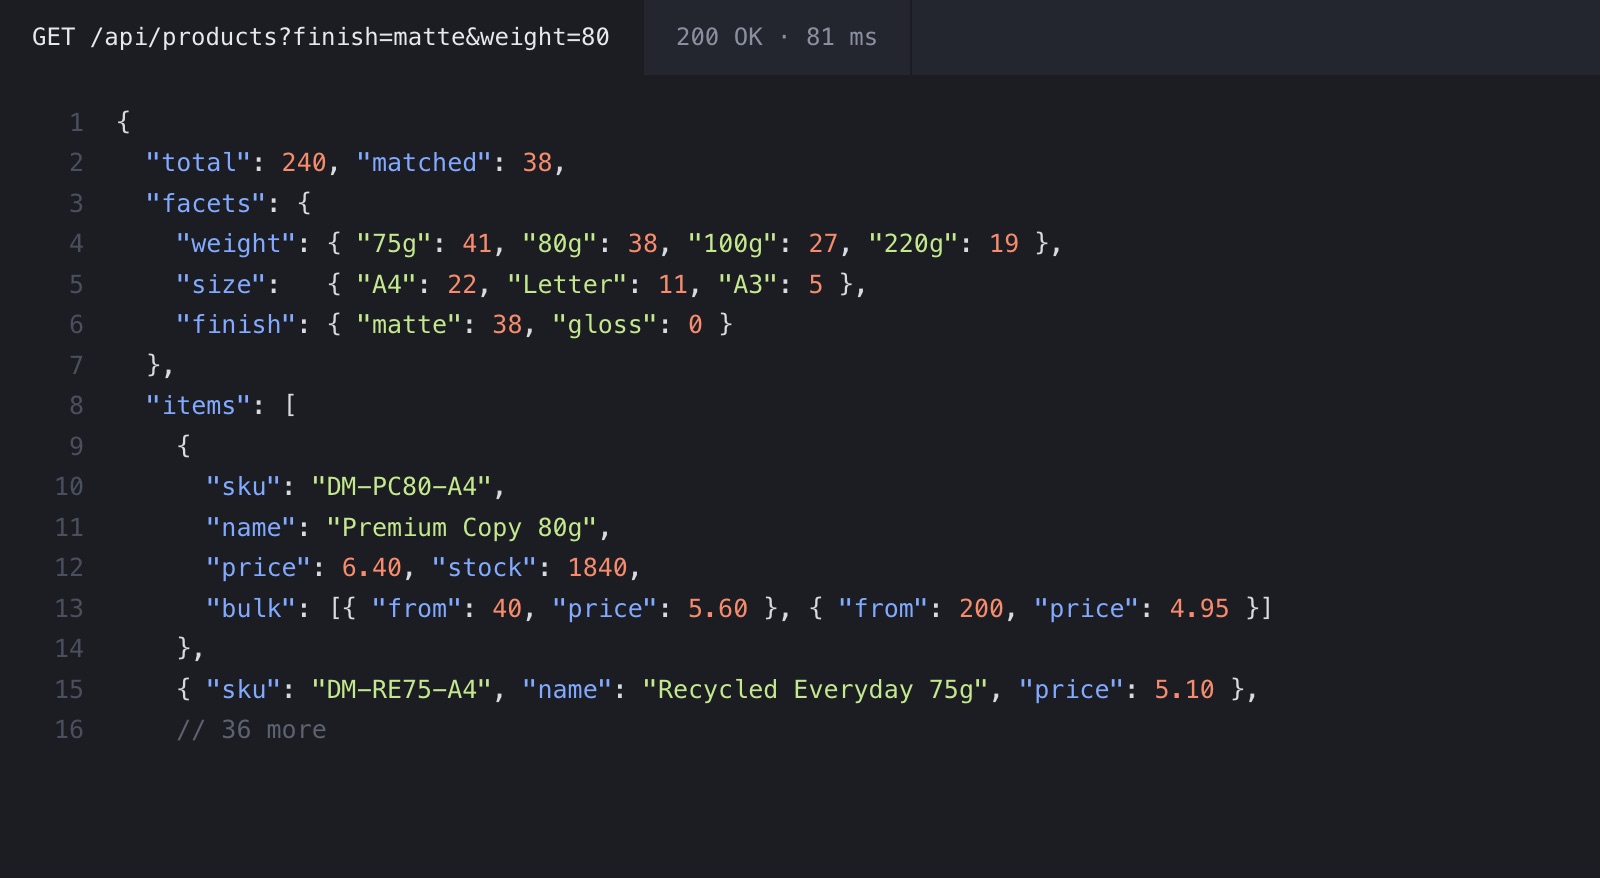 GET /api/products?finish=matte&weight=80
200 OK · 81 ms
1 {
2   "total": 240, "matched": 38,
3   "facets": {
4     "weight": { "75g": 41, "80g": 38, "100g": 27, "220g": 19 },
5     "size":   { "A4": 22, "Letter": 11, "A3": 5 },
6     "finish": { "matte": 38, "gloss": 0 }
7   },
8   "items": [
9     {
10       "sku": "DM-PC80-A4",
11       "name": "Premium Copy 80g",
12       "price": 6.40, "stock": 1840,
13       "bulk": [{ "from": 40, "price": 5.60 }, { "from": 200, "price": 4.95 }]
14     },
15     { "sku": "DM-RE75-A4", "name": "Recycled Everyday 75g", "price": 5.10 },
16     // 36 more